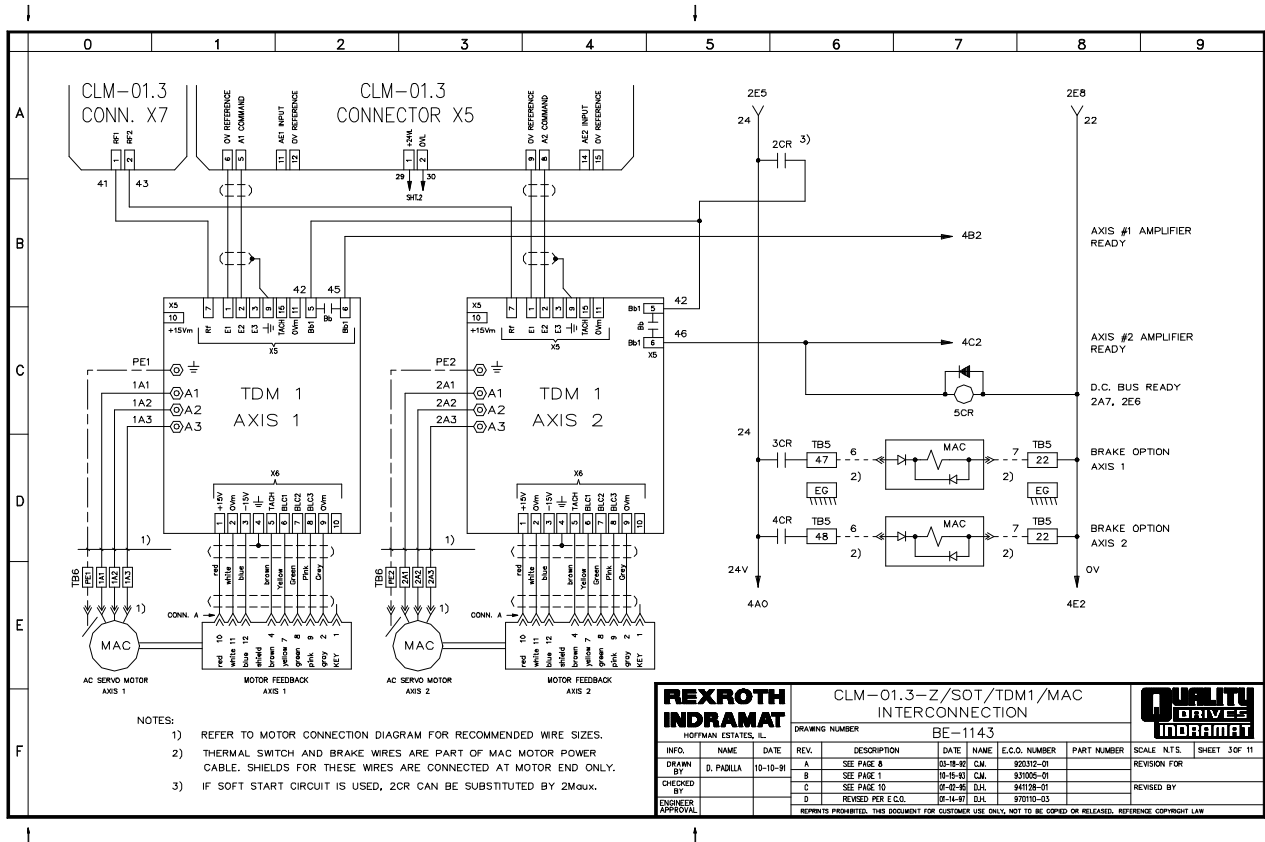 0 1 2 3 4 5 6 7 8 9
A
B
C
D
E
F
CLM-01.3
CONN. X7
RF1
RF2
1 2
41 43
CLM-01.3
CONNECTOR X5
0V REFERENCE
A1 COMMAND
AE1 INPUT
0V REFERENCE
+24VL
0VL
0V REFERENCE
A2 COMMAND
AE2 INPUT
0V REFERENCE
6 5 11 12 1 2 9 8 14 15
29 30
SHT.2
2E5
24
2CR 3)
2E8
22
4B2
AXIS #1 AMPLIFIER
READY
42 45
X5
10
+15Vm
7 1 2 3 9 15 11 5 6
Rf E1 E2 E3 TACH 0Vm Bb1 Bb Bb1
X5
X5
10
+15Vm
7 1 2 3 9 15 11
Rf E1 E2 E3 TACH 0Vm
X5
Bb1 5 42
Bb
Bb1 6 46
X5
4C2
AXIS #2 AMPLIFIER
READY
D.C. BUS READY
2A7, 2E6
5CR
PE1
1A1 A1
1A2 A2
1A3 A3
TDM 1
AXIS 1
PE2
2A1 A1
2A2 A2
2A3 A3
TDM 1
AXIS 2
24
3CR TB5 47 6 2) MAC 7 2) TB5 22
BRAKE OPTION
AXIS 1
EG EG
4CR TB5 48 6 2) MAC 7 2) TB5 22
BRAKE OPTION
AXIS 2
24V
4A0
0V
4E2
X6
+15V 0Vm -15V TACH BLC1 BLC2 BLC3 0Vm
1 2 3 4 5 6 7 8 9 10
red white blue brown Yellow Green Pink Grey
X6
+15V 0Vm -15V TACH BLC1 BLC2 BLC3 0Vm
1 2 3 4 5 6 7 8 9 10
red white blue brown Yellow Green Pink Grey
1)
TB6 PE1 1A1 1A2 1A3
1)
MAC
AC SERVO MOTOR
AXIS 1
CONN. A
10 11 12 4 7 8 9 2 1
red white blue shield brown yellow green pink gray KEY
MOTOR FEEDBACK
AXIS 1
1)
TB6 PE2 2A1 2A2 2A3
1)
MAC
AC SERVO MOTOR
AXIS 2
CONN. A
10 11 12 4 7 8 9 2 1
red white blue shield brown yellow green pink gray KEY
MOTOR FEEDBACK
AXIS 2
NOTES:
1) REFER TO MOTOR CONNECTION DIAGRAM FOR RECOMMENDED WIRE SIZES.
2) THERMAL SWITCH AND BRAKE WIRES ARE PART OF MAC MOTOR POWER
CABLE. SHIELDS FOR THESE WIRES ARE CONNECTED AT MOTOR END ONLY.
3) IF SOFT START CIRCUIT IS USED, 2CR CAN BE SUBSTITUTED BY 2Maux.
REXROTH
INDRAMAT
HOFFMAN ESTATES, IL.
CLM-01.3-Z/SOT/TDM1/MAC
INTERCONNECTION
DRAWING NUMBER BE-1143
QUALITY
DRIVES
INDRAMAT
INFO. NAME DATE REV. DESCRIPTION DATE NAME E.C.O. NUMBER PART NUMBER SCALE N.T.S. SHEET 3 OF 11
DRAWN BY D. PADILLA 10-10-91 A SEE PAGE 8 03-18-92 C.M. 920312-01 REVISION FOR
B SEE PAGE 1 10-15-93 C.M. 931005-01
CHECKED BY C SEE PAGE 10 01-02-95 D.H. 941128-01 REVISED BY
D REVISED PER E.C.O. 01-14-97 D.H. 970110-03
ENGINEER APPROVAL
REPRINTS PROHIBITED. THIS DOCUMENT FOR CUSTOMER USE ONLY, NOT TO BE COPIED OR RELEASED. REFERENCE COPYRIGHT LAW